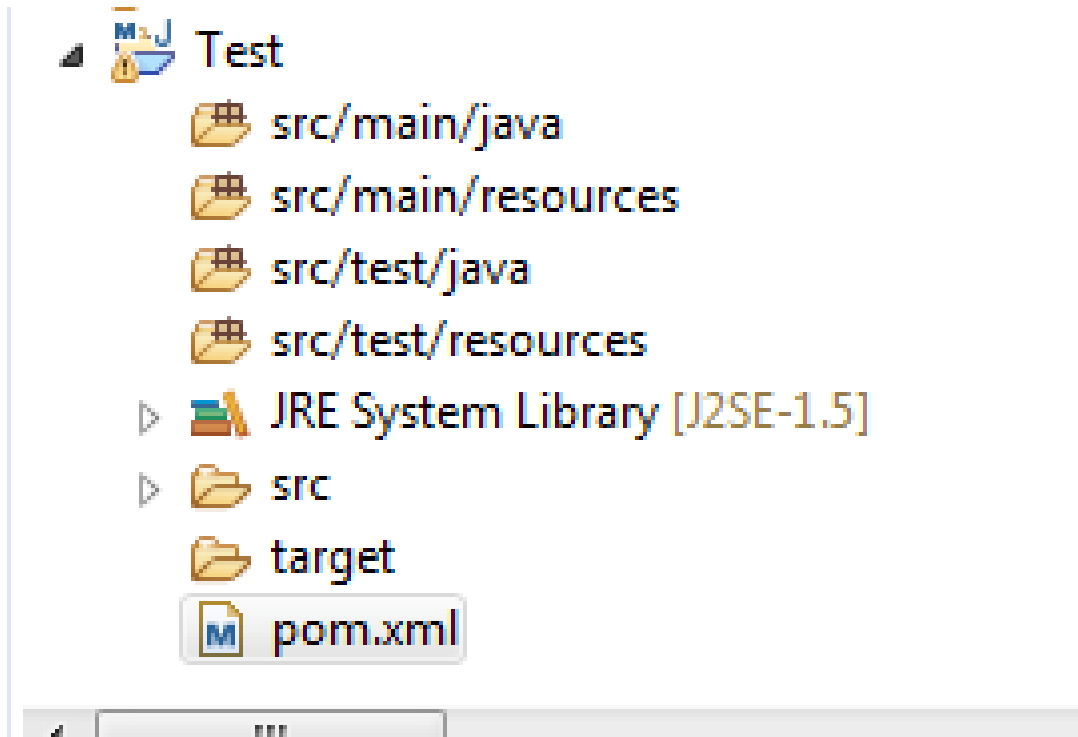 Test
src/main/java
src/main/resources
src/test/java
src/test/resources
JRE System Library [J2SE-1.5]
src
target
pom.xml